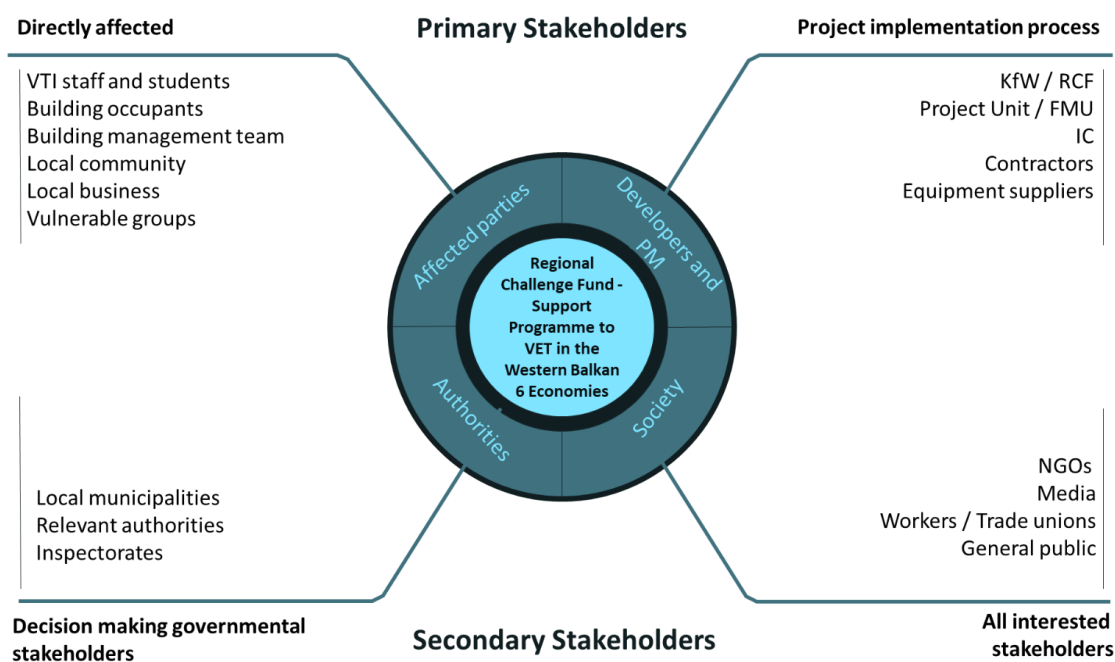 Directly affected
Primary Stakeholders
Project implementation process
VTI staff and students
Building occupants
Building management team
Local community
Local business
Vulnerable groups
KfW / RCF
Project Unit / FMU
IC
Contractors
Equipment suppliers
Affected parties
Developers and
PM
Regional
Challenge Fund -
Support
Programme to
VET in the
Western Balkan
6 Economies
Authorities
Society
Local municipalities
Relevant authorities
Inspectorates
NGOs
Media
Workers / Trade unions
General public
Decision making governmental
stakeholders
Secondary Stakeholders
All interested
stakeholders